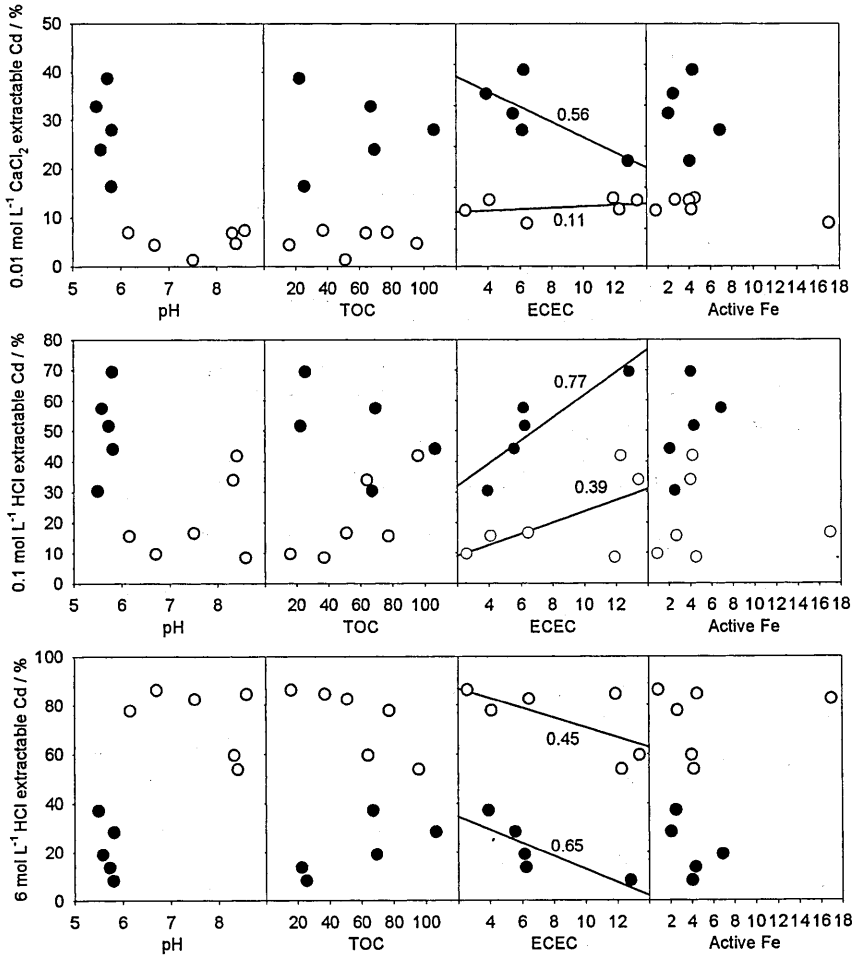 0.01 mol L⁻¹ CaCl₂ extractable Cd / %
50
40
30
20
10
0
0.56
0.11
5 6 7 8
20 40 60 80 100
4 6 8 10 12
2 4 6 8 10 12 14 16 18
pH
TOC
ECEC
Active Fe
0.1 mol L⁻¹ HCl extractable Cd / %
80
70
60
50
40
30
20
10
0
0.77
0.39
5 6 7 8
20 40 60 80 100
4 6 8 10 12
2 4 6 8 10 12 14 16 18
pH
TOC
ECEC
Active Fe
6 mol L⁻¹ HCl extractable Cd / %
100
80
60
40
20
0
0.45
0.65
5 6 7 8
20 40 60 80 100
4 6 8 10 12
2 4 6 8 10 12 14 16 18
pH
TOC
ECEC
Active Fe